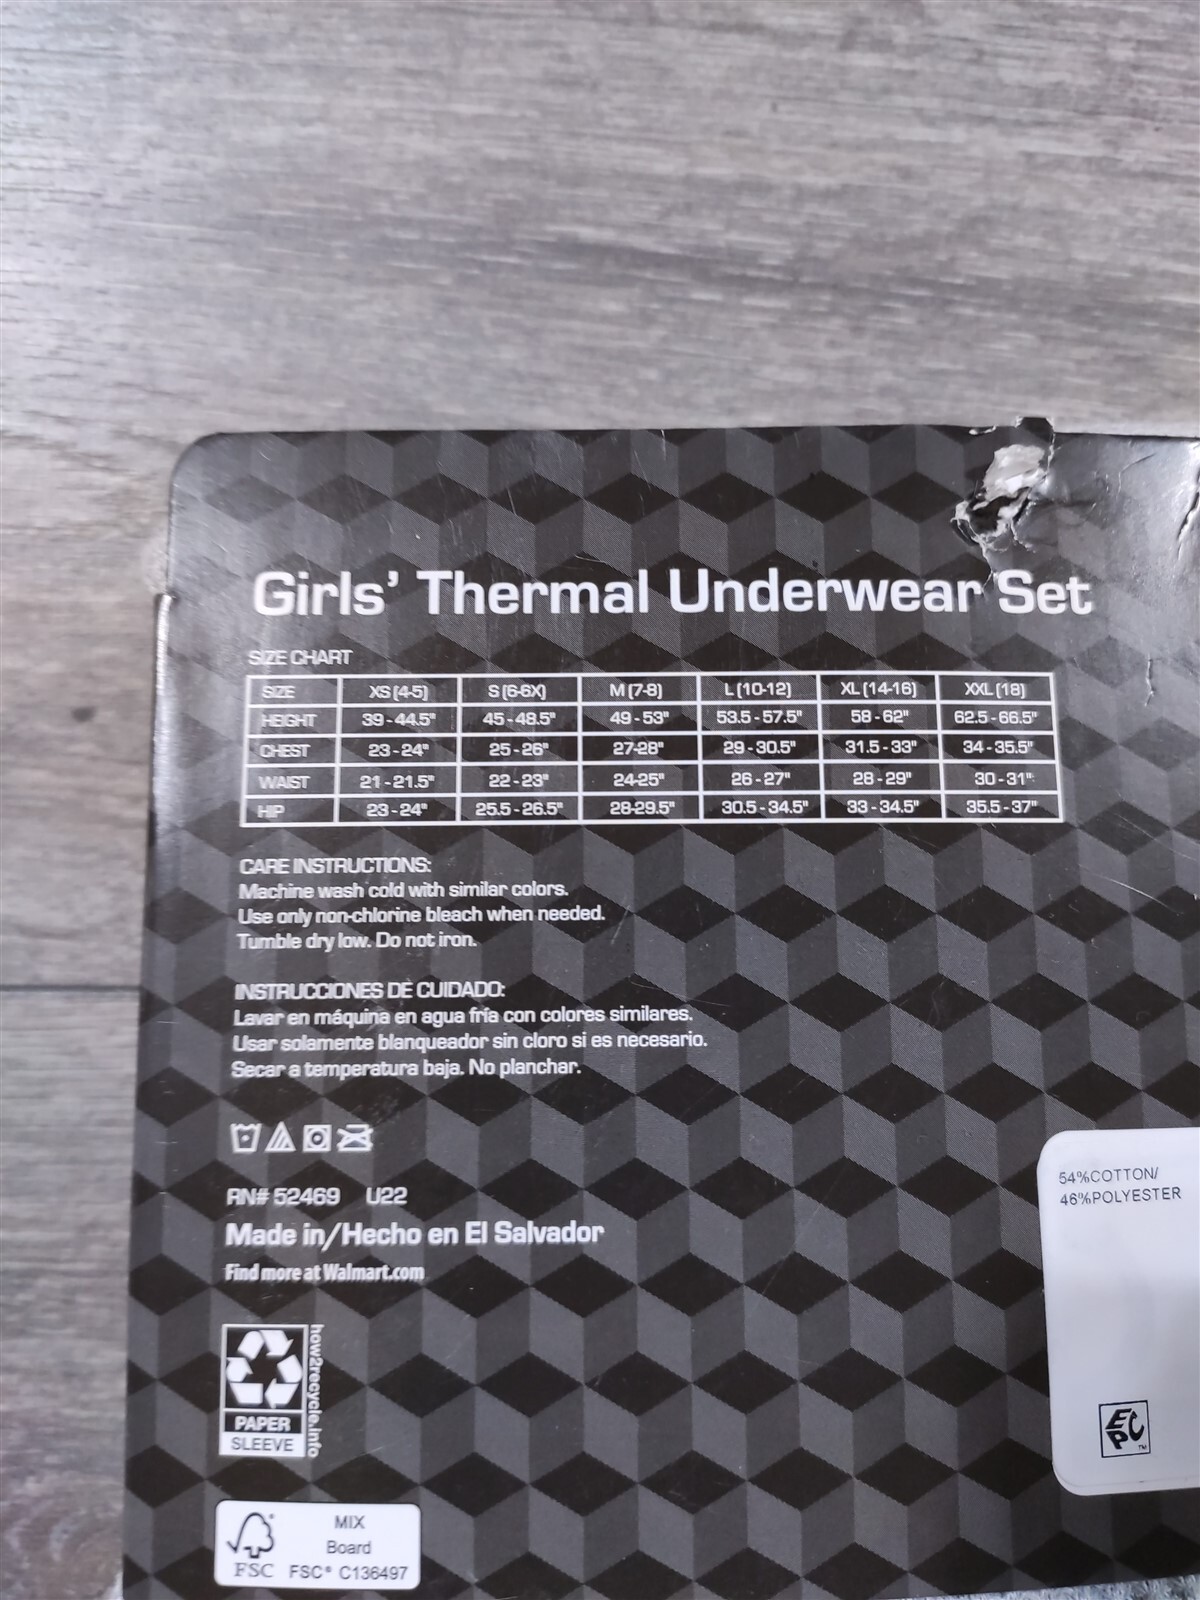 Girls' Thermal Underwear Set
SIZE CHART
SIZE XS (4-5) S (6-6X) M (7-8) L (10-12) XL (14-16) XXL (18)
HEIGHT 39 - 44.5" 45 - 48.5" 49 - 53" 53.5 - 57.5" 58 - 62" 62.5 - 66.5"
CHEST 23 - 24" 25 - 26" 27-28" 29 - 30.5" 31.5 - 33" 34 - 35.5"
WAIST 21 - 21.5" 22 - 23" 24-25" 26 - 27" 28 - 29" 30 - 31"
HIP 23 - 24" 25.5 - 26.5" 28-29.5" 30.5 - 34.5" 33 - 34.5" 35.5 - 37"
CARE INSTRUCTIONS:
Machine wash cold with similar colors.
Use only non-chlorine bleach when needed.
Tumble dry low. Do not iron.
INSTRUCCIONES DE CUIDADO:
Lavar en máquina en agua fría con colores similares.
Usar solamente blanqueador sin cloro si es necesario.
Secar a temperatura baja. No planchar.
54%COTTON/
46%POLYESTER
RN# 52469 U22
Made in/Hecho en El Salvador
Find more at Walmart.com
how2recycle.info
PAPER
SLEEVE
EPC™
MIX
Board
FSC® C136497
FSC